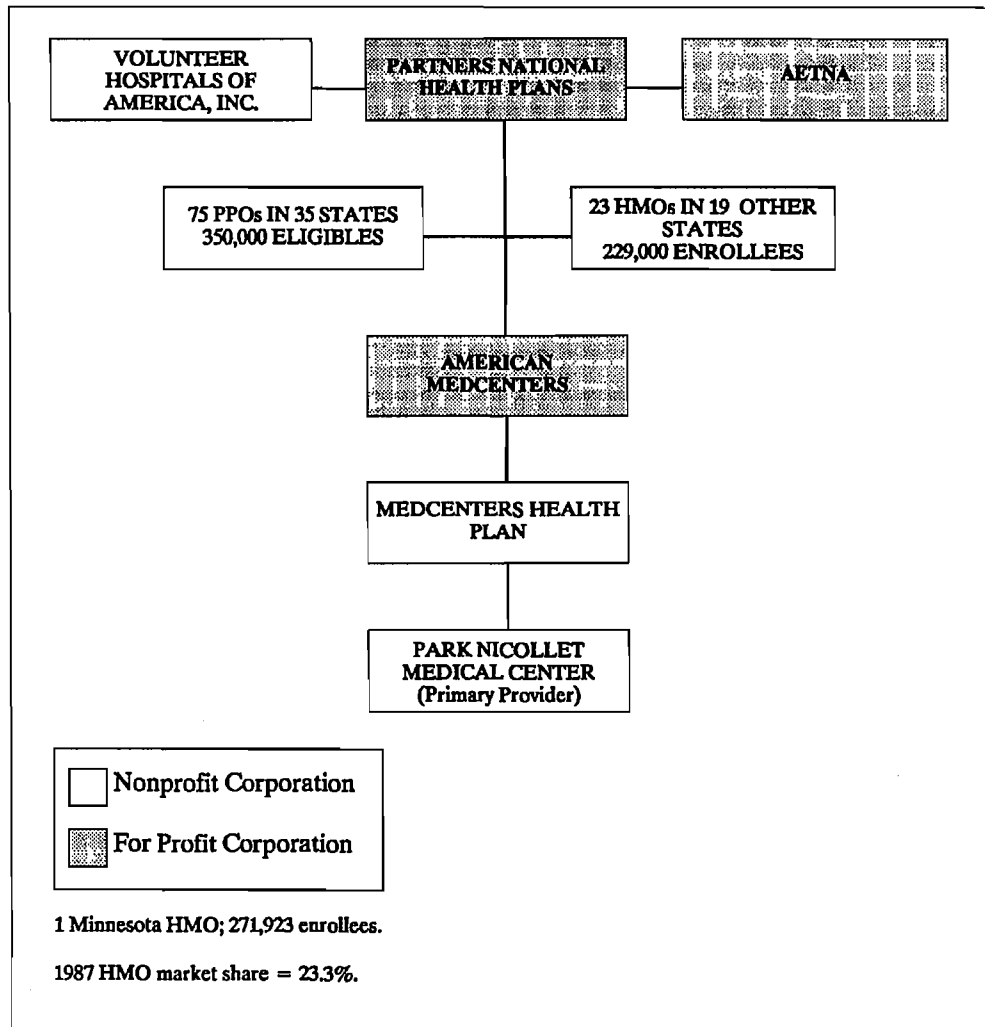 VOLUNTEER
HOSPITALS OF
AMERICA, INC.
PARTNERS NATIONAL
HEALTH PLANS
AETNA
75 PPOs IN 35 STATES
350,000 ELIGIBLES
23 HMOs IN 19 OTHER
STATES
229,000 ENROLLEES
AMERICAN
MEDCENTERS
MEDCENTERS HEALTH
PLAN
PARK NICOLLET
MEDICAL CENTER
(Primary Provider)
Nonprofit Corporation
For Profit Corporation
1 Minnesota HMO; 271,923 enrollees.
1987 HMO market share = 23.3%.